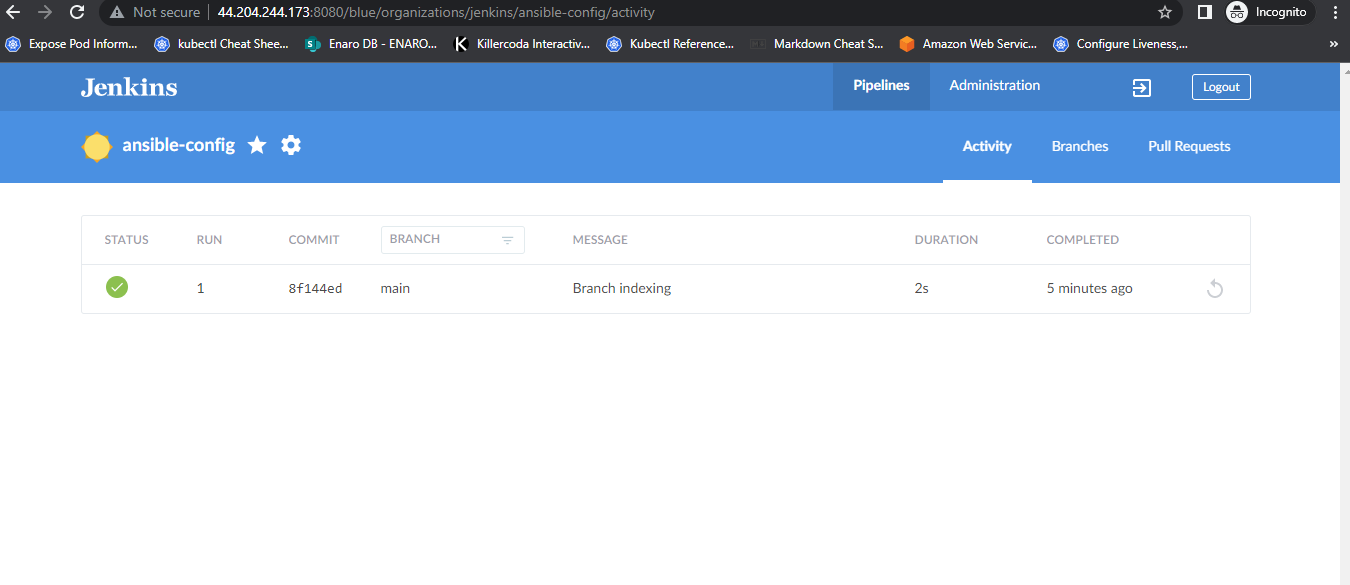 Not secure 44.204.244.173:8080/blue/organizations/jenkins/ansible-config/activity Incognito
Expose Pod Inform... kubectl Cheat Shee... Enaro DB - ENARO... Killercoda Interactiv... Kubectl Reference... Markdown Cheat S... Amazon Web Servic... Configure Liveness,... »
Jenkins Pipelines Administration Logout
ansible-config Activity Branches Pull Requests
STATUS RUN COMMIT BRANCH MESSAGE DURATION COMPLETED
1 8f144ed main Branch indexing 2s 5 minutes ago